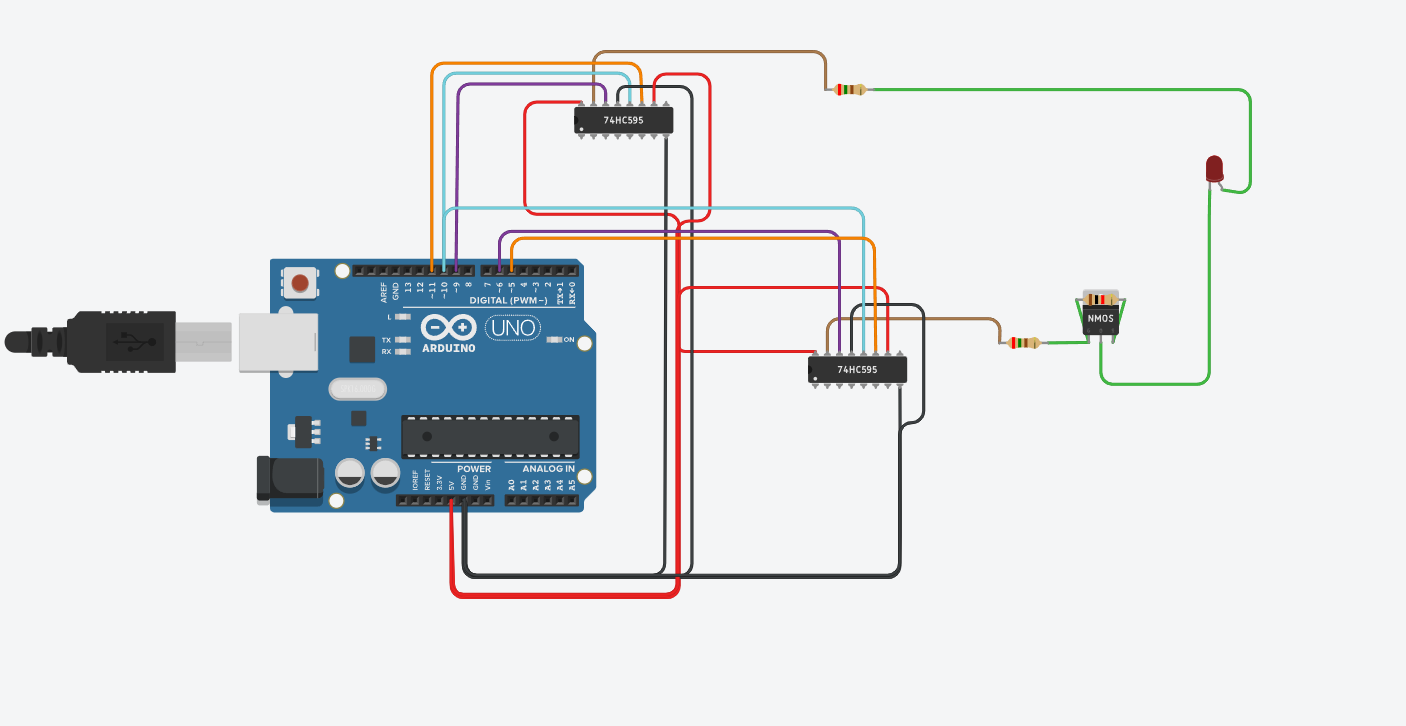 74HC595
AREF
GND
13
12
~11
~10
~9
8
7
~6
~5
4
~3
2
TX→1
RX←0
DIGITAL (PWM~)
L
TX
RX
ARDUINO
UNO
ON
NMOS
74HC595
POWER
ANALOG IN
IOREF
RESET
3.3V
5V
GND
GND
Vin
A0
A1
A2
A3
A4
A5